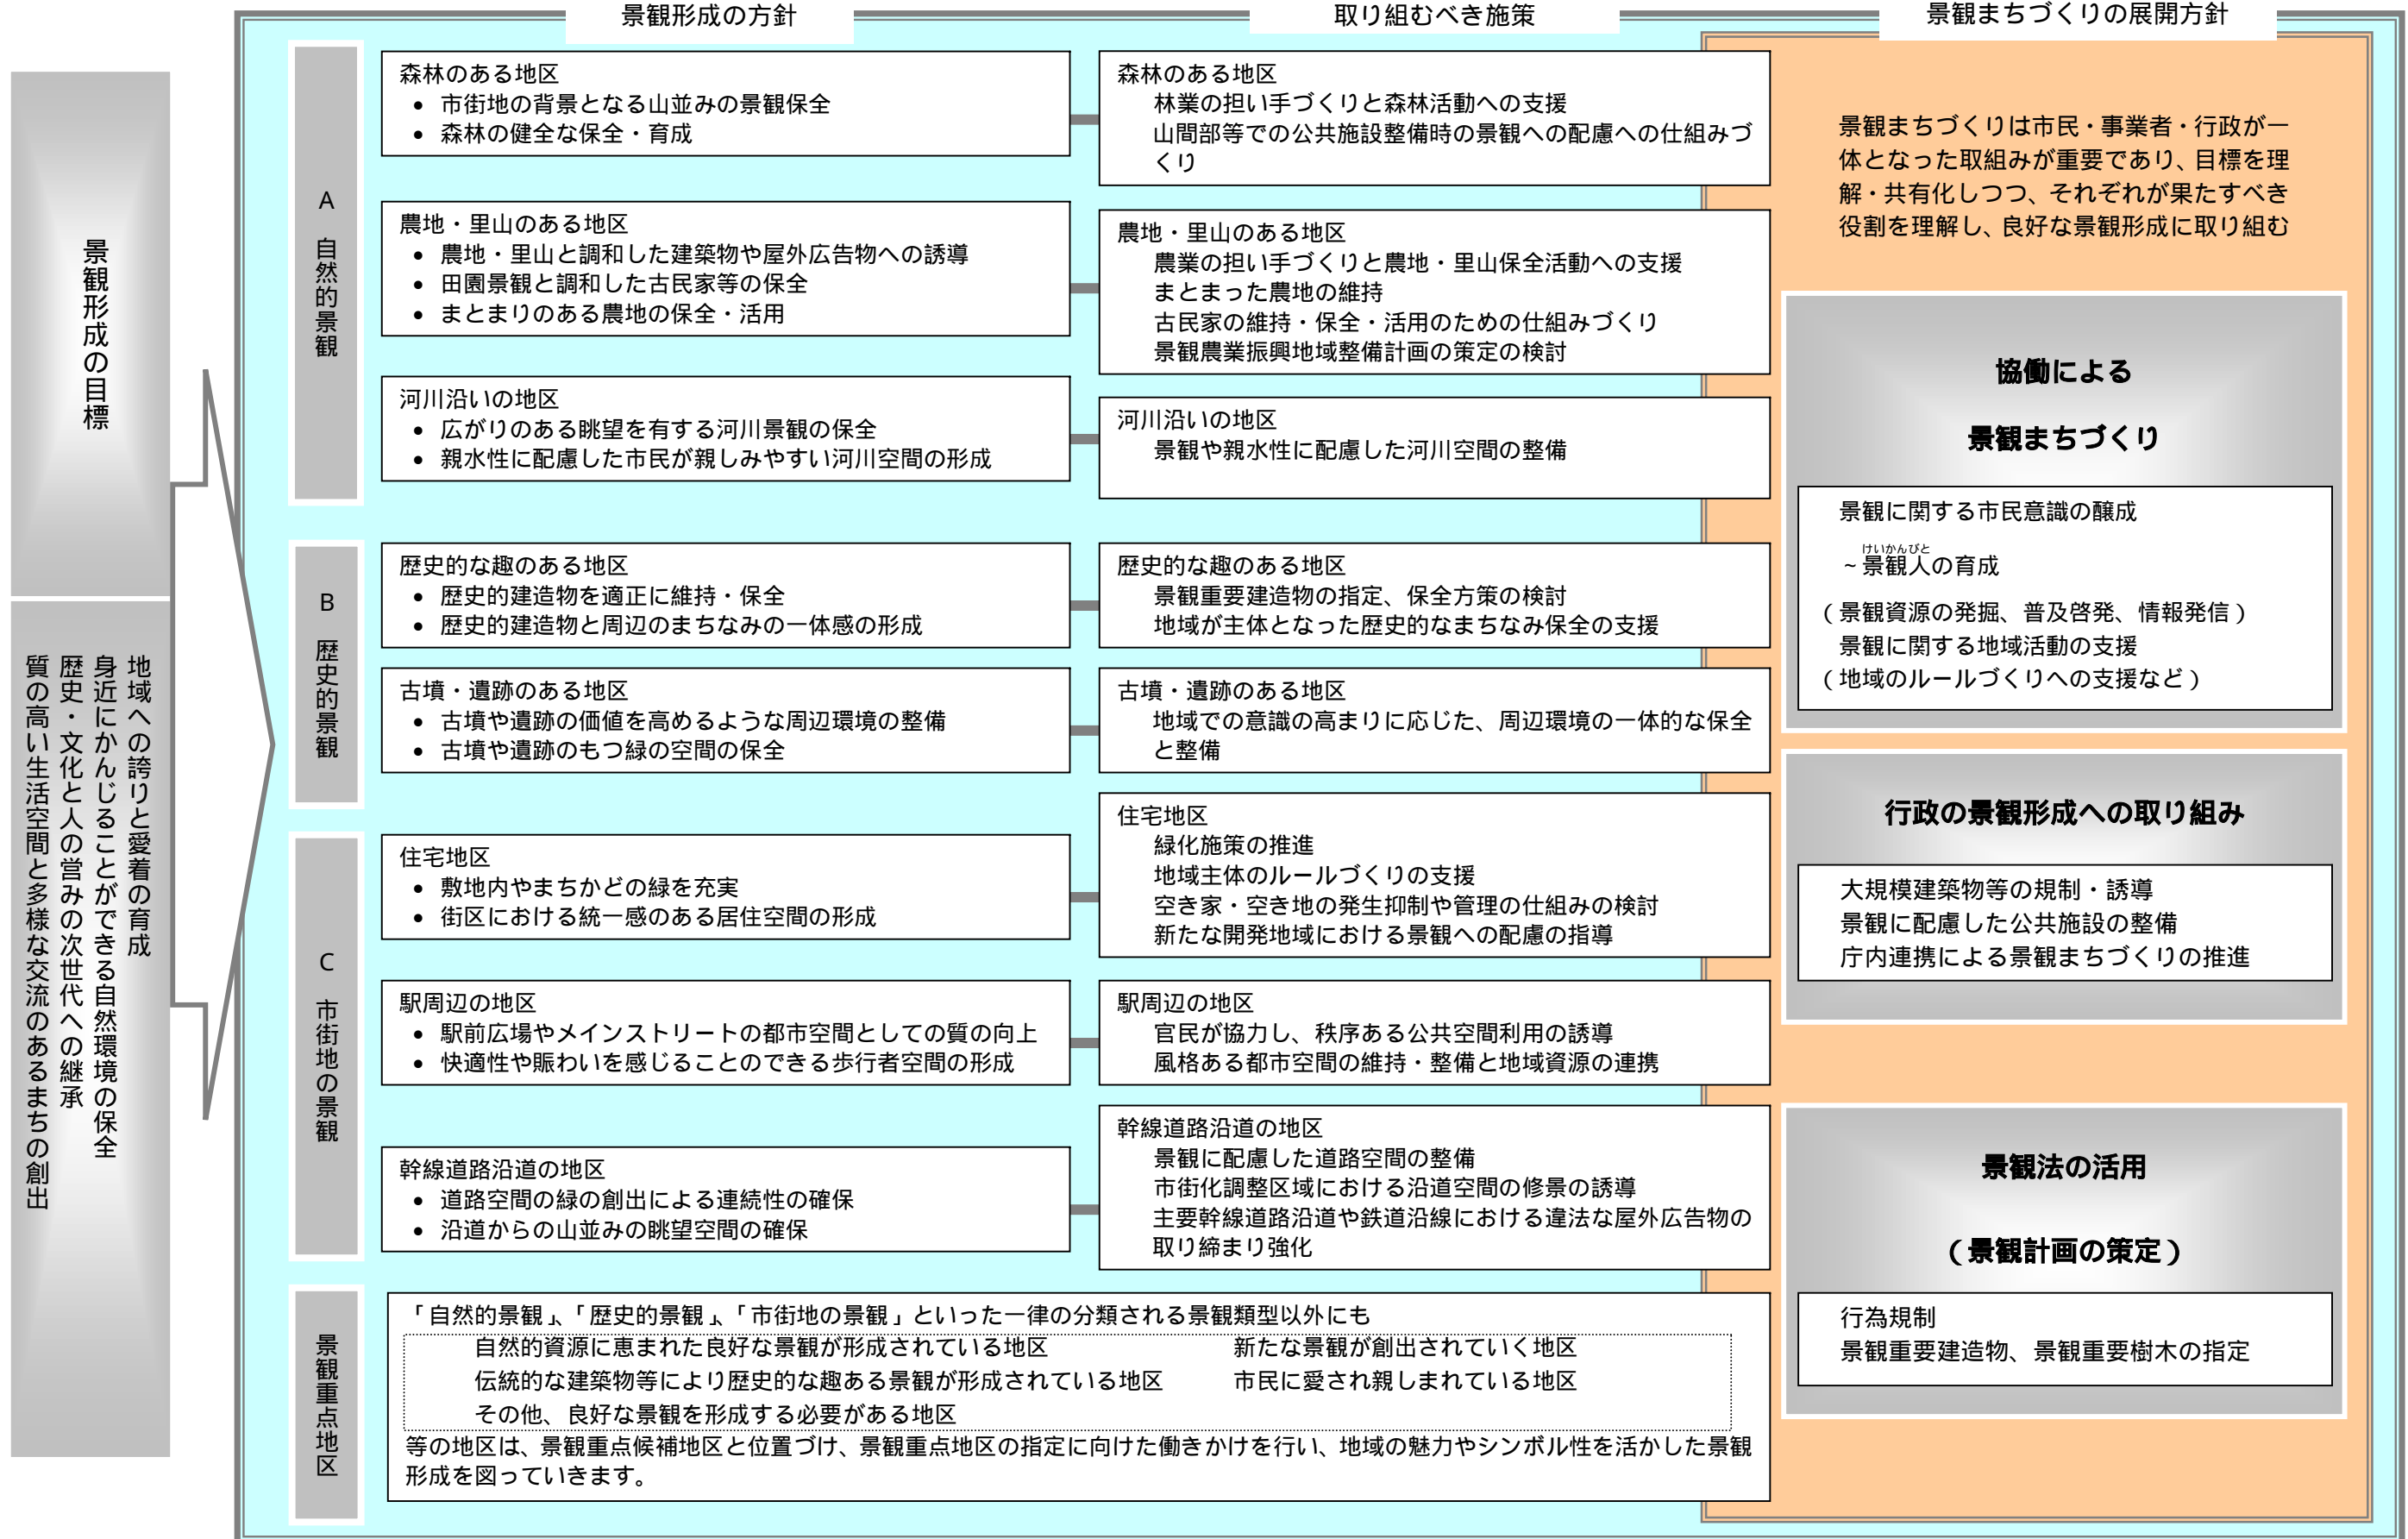 景観形成の方針
取り組むべき施策
景観まちづくりの展開方針
景観形成の目標
地域への誇りと愛着の育成
身近にかんじることができる自然環境の保全
歴史・文化と人の営みの次世代への継承
質の高い生活空間と多様な交流のあるまちの創出
A 自然的景観
森林のある地区
• 市街地の背景となる山並みの景観保全
• 森林の健全な保全・育成
森林のある地区
林業の担い手づくりと森林活動への支援
山間部等での公共施設整備時の景観への配慮への仕組みづ
くり
農地・里山のある地区
• 農地・里山と調和した建築物や屋外広告物への誘導
• 田園景観と調和した古民家等の保全
• まとまりのある農地の保全・活用
農地・里山のある地区
農業の担い手づくりと農地・里山保全活動への支援
まとまった農地の維持
古民家の維持・保全・活用のための仕組みづくり
景観農業振興地域整備計画の策定の検討
河川沿いの地区
• 広がりのある眺望を有する河川景観の保全
• 親水性に配慮した市民が親しみやすい河川空間の形成
河川沿いの地区
景観や親水性に配慮した河川空間の整備
B 歴史的景観
歴史的な趣のある地区
• 歴史的建造物を適正に維持・保全
• 歴史的建造物と周辺のまちなみの一体感の形成
歴史的な趣のある地区
景観重要建造物の指定、保全方策の検討
地域が主体となった歴史的なまちなみ保全の支援
古墳・遺跡のある地区
• 古墳や遺跡の価値を高めるような周辺環境の整備
• 古墳や遺跡のもつ緑の空間の保全
古墳・遺跡のある地区
地域での意識の高まりに応じた、周辺環境の一体的な保全
と整備
C 市街地の景観
住宅地区
• 敷地内やまちかどの緑を充実
• 街区における統一感のある居住空間の形成
住宅地区
緑化施策の推進
地域主体のルールづくりの支援
空き家・空き地の発生抑制や管理の仕組みの検討
新たな開発地域における景観への配慮の指導
駅周辺の地区
• 駅前広場やメインストリートの都市空間としての質の向上
• 快適性や賑わいを感じることのできる歩行者空間の形成
駅周辺の地区
官民が協力し、秩序ある公共空間利用の誘導
風格ある都市空間の維持・整備と地域資源の連携
幹線道路沿道の地区
• 道路空間の緑の創出による連続性の確保
• 沿道からの山並みの眺望空間の確保
幹線道路沿道の地区
景観に配慮した道路空間の整備
市街化調整区域における沿道空間の修景の誘導
主要幹線道路沿道や鉄道沿線における違法な屋外広告物の
取り締まり強化
景観重点地区
「自然的景観」、「歴史的景観」、「市街地の景観」といった一律の分類される景観類型以外にも
自然的資源に恵まれた良好な景観が形成されている地区 新たな景観が創出されていく地区
伝統的な建築物等により歴史的な趣ある景観が形成されている地区 市民に愛され親しまれている地区
その他、良好な景観を形成する必要がある地区
等の地区は、景観重点候補地区と位置づけ、景観重点地区の指定に向けた働きかけを行い、地域の魅力やシンボル性を活かした景観
形成を図っていきます。
景観まちづくりは市民・事業者・行政が一
体となった取組みが重要であり、目標を理
解・共有化しつつ、それぞれが果たすべき
役割を理解し、良好な景観形成に取り組む
協働による
景観まちづくり
景観に関する市民意識の醸成
けいかんびと
~景観人の育成
(景観資源の発掘、普及啓発、情報発信)
景観に関する地域活動の支援
(地域のルールづくりへの支援など)
行政の景観形成への取り組み
大規模建築物等の規制・誘導
景観に配慮した公共施設の整備
庁内連携による景観まちづくりの推進
景観法の活用
(景観計画の策定)
行為規制
景観重要建造物、景観重要樹木の指定